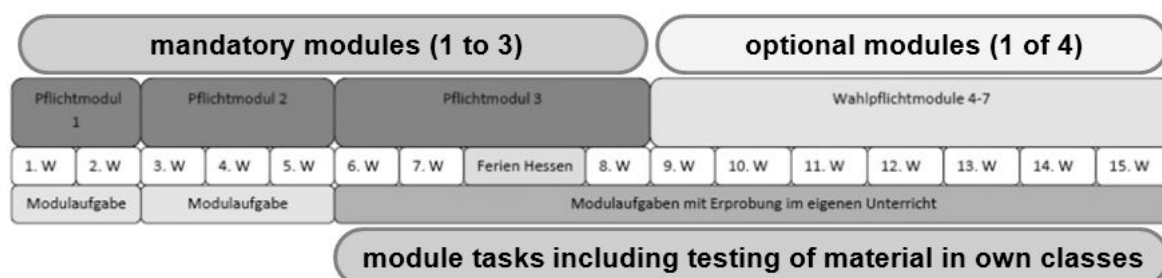 mandatory modules (1 to 3)
optional modules (1 of 4)
Pflichtmodul
1
Pflichtmodul 2
Pflichtmodul 3
Wahlpflichtmodule 4-7
1. W
2. W
3. W
4. W
5. W
6. W
7. W
Ferien Hessen
8. W
9. W
10. W
11. W
12. W
13. W
14. W
15. W
Modulaufgabe
Modulaufgabe
Modulaufgaben mit Erprobung im eigenen Unterricht
module tasks including testing of material in own classes